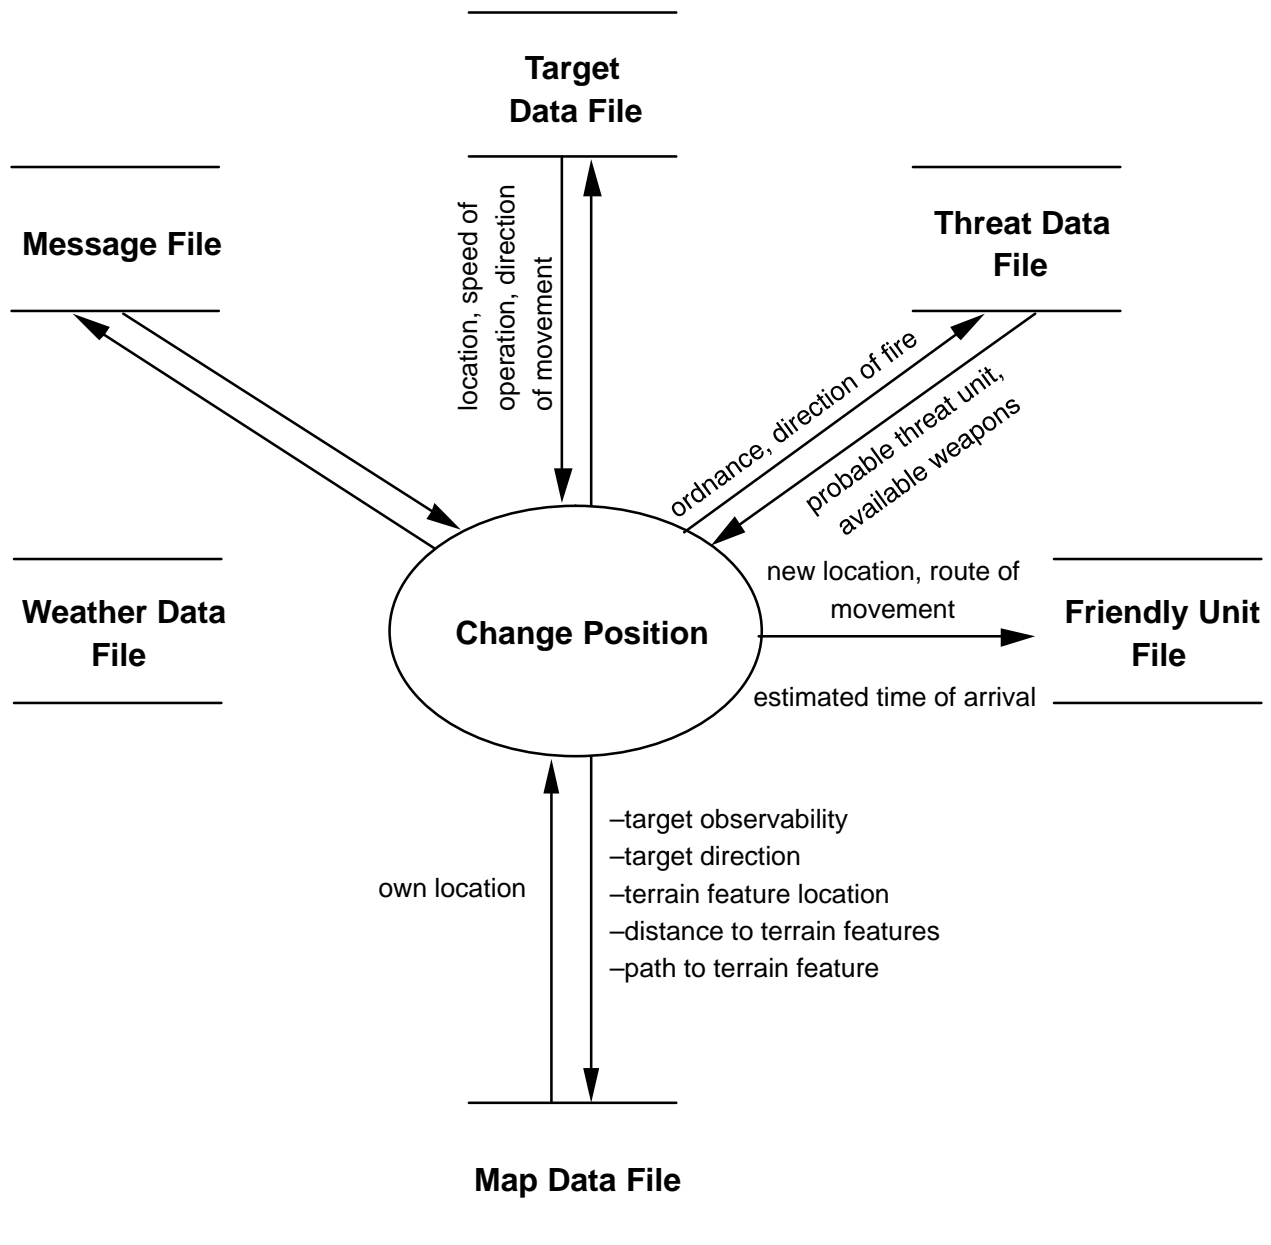 Target
Data File
Message File
Threat Data
File
location, speed of
operation, direction
of movement
ordnance, direction of fire
probable threat unit,
available weapons
new location, route of
movement
Weather Data
File
Change Position
Friendly Unit
File
estimated time of arrival
own location
–target observability
–target direction
–terrain feature location
–distance to terrain features
–path to terrain feature
Map Data File